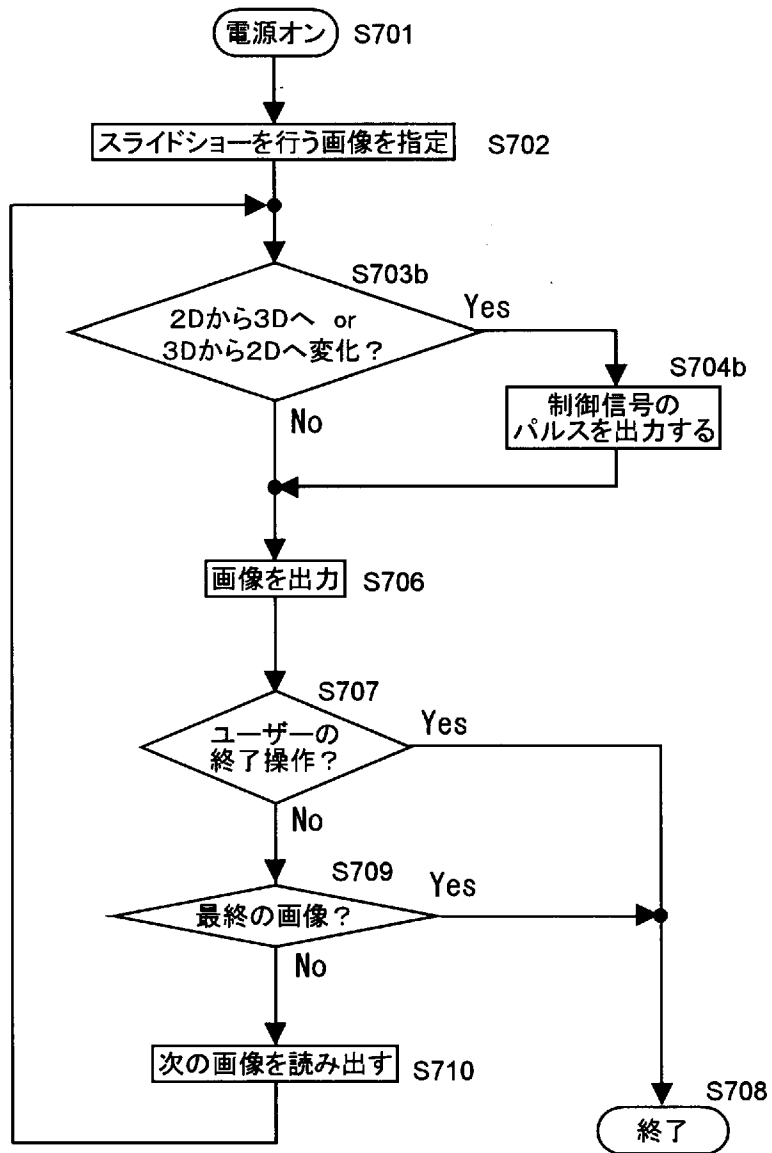 電源オン S701
スライドショーを行う画像を指定 S702
S703b
2Dから3Dへ or
3Dから2Dへ変化?
Yes
No
S704b
制御信号の
パルスを出力する
画像を出力 S706
S707
ユーザーの
終了操作?
Yes
No
S709
最終の画像?
Yes
No
次の画像を読み出す S710
S708
終了